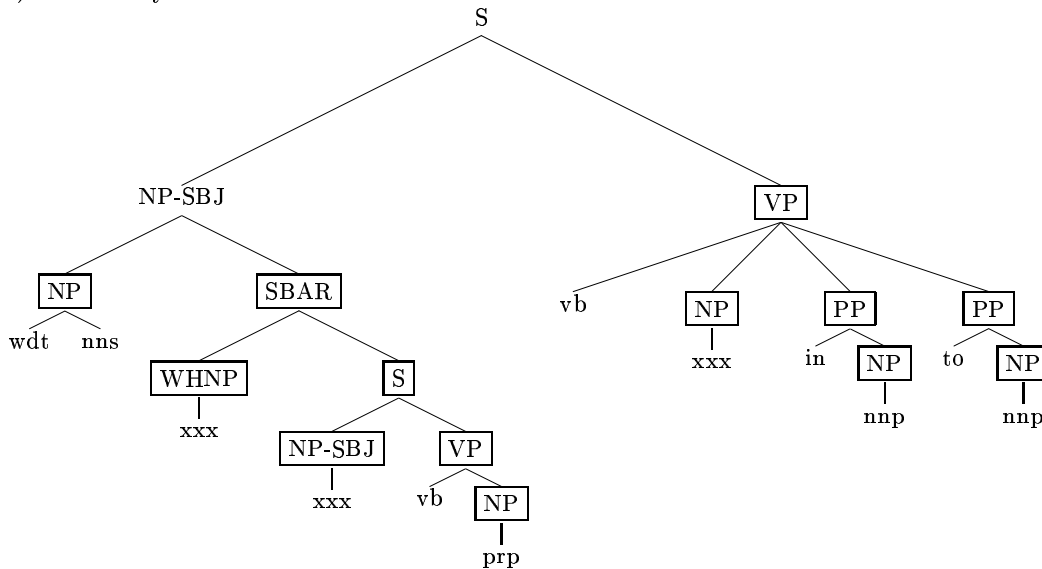 S
NP-SBJ VP
NP SBAR vb NP PP PP
wdt nns xxx in NP to NP
WHNP S nnp nnp
xxx NP-SBJ VP
xxx vb NP
prp